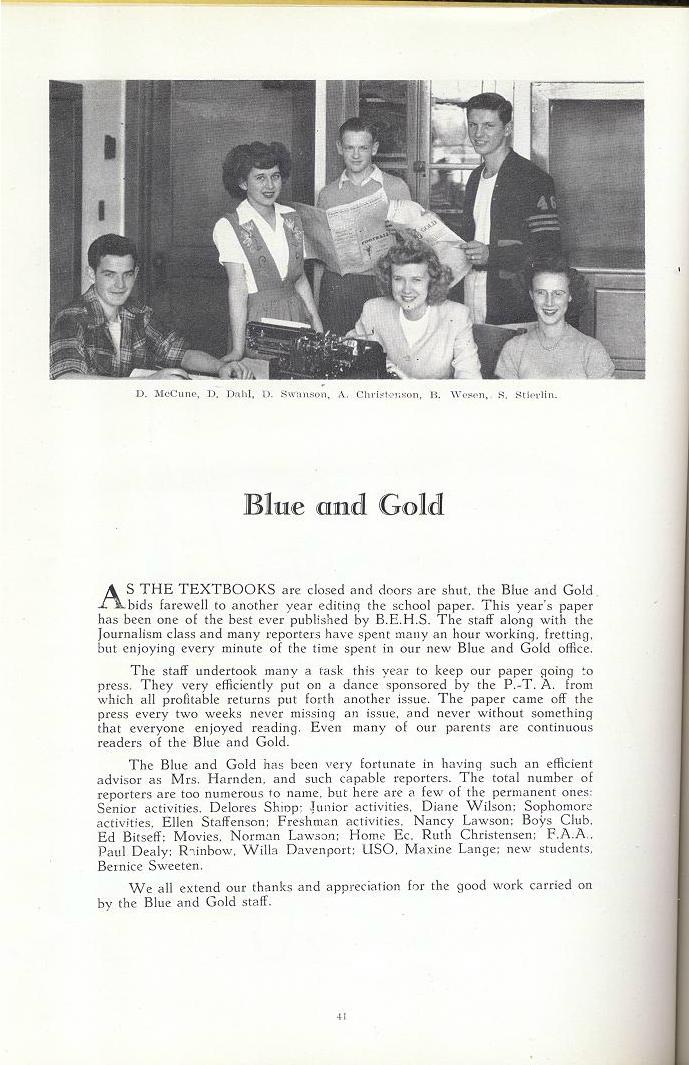 FOOTBALL
GOLD
D. McCune, D. Dahl, D. Swanson, A. Christenson, B. Wesen, S. Stierlin.
Blue and Gold
AS THE TEXTBOOKS are closed and doors are shut, the Blue and Gold
bids farewell to another year editing the school paper. This year's paper
has been one of the best ever published by B.E.H.S. The staff along with the
Journalism class and many reporters have spent many an hour working, fretting,
but enjoying every minute of the time spent in our new Blue and Gold office.
The staff undertook many a task this year to keep our paper going to
press. They very efficiently put on a dance sponsored by the P.-T. A. from
which all profitable returns put forth another issue. The paper came off the
press every two weeks never missing an issue, and never without something
that everyone enjoyed reading. Even many of our parents are continuous
readers of the Blue and Gold.
The Blue and Gold has been very fortunate in having such an efficient
advisor as Mrs. Harnden, and such capable reporters. The total number of
reporters are too numerous to name, but here are a few of the permanent ones:
Senior activities, Delores Shipp; Junior activities, Diane Wilson; Sophomore
activities, Ellen Staffenson; Freshman activities, Nancy Lawson; Boys Club,
Ed Bitseff; Movies, Norman Lawson; Home Ec, Ruth Christensen; F.A.A.,
Paul Dealy; Rainbow, Willa Davenport; USO, Maxine Lange; new students,
Bernice Sweeten.
We all extend our thanks and appreciation for the good work carried on
by the Blue and Gold staff.
41